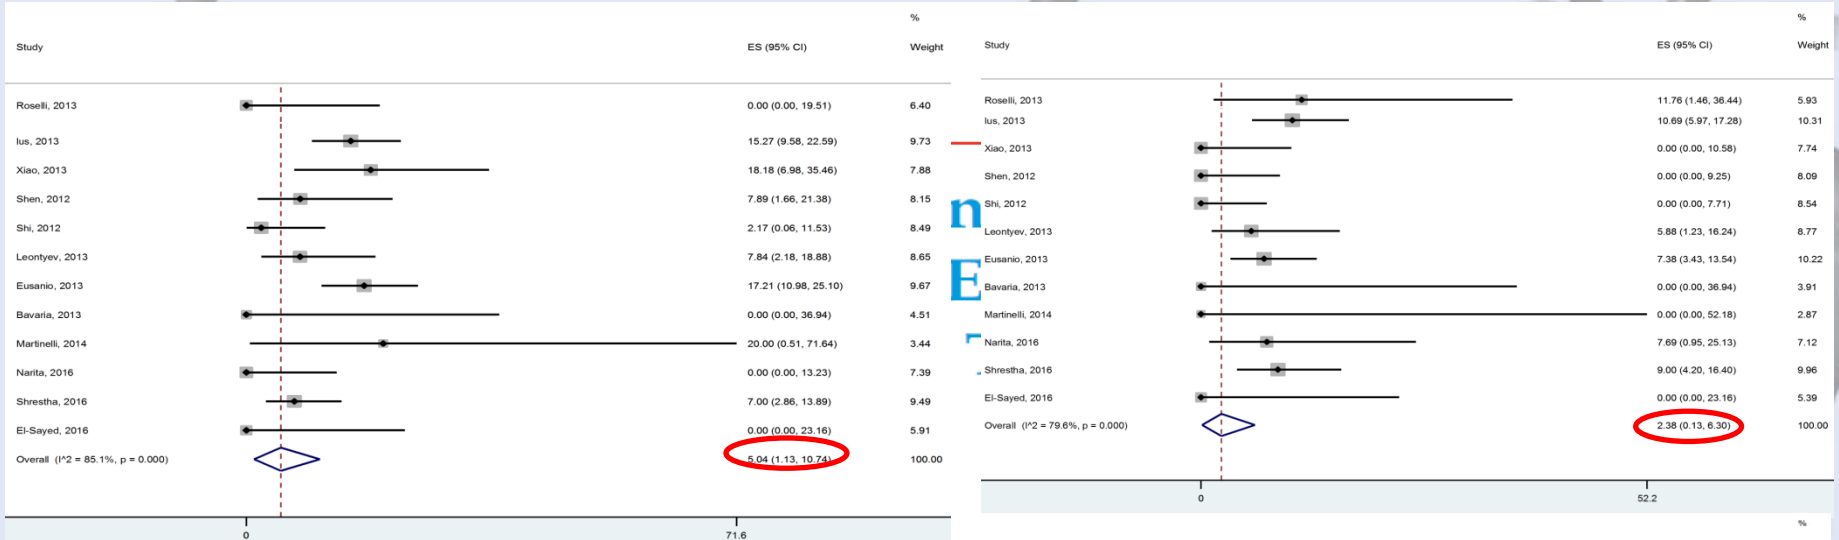 %
Study ES (95% CI) Weight
Roselli, 2013 0.00 (0.00, 19.51) 6.40
Ius, 2013 15.27 (9.58, 22.59) 9.73
Xiao, 2013 18.18 (6.98, 35.46) 7.88
Shen, 2012 7.89 (1.66, 21.38) 8.15
Shi, 2012 2.17 (0.06, 11.53) 8.49
Leontyev, 2013 7.84 (2.18, 18.88) 8.65
Eusanio, 2013 17.21 (10.98, 25.10) 9.67
Bavaria, 2013 0.00 (0.00, 36.94) 4.51
Martinelli, 2014 20.00 (0.51, 71.64) 3.44
Narita, 2016 0.00 (0.00, 13.23) 7.39
Shrestha, 2016 7.00 (2.86, 13.89) 9.49
El-Sayed, 2016 0.00 (0.00, 23.16) 5.91
Overall (I^2 = 85.1%, p = 0.000) 5.04 (1.13, 10.74) 100.00
0 71.6
n
E
%
Study ES (95% CI) Weight
Roselli, 2013 11.76 (1.46, 36.44) 5.93
Ius, 2013 10.69 (5.97, 17.28) 10.31
Xiao, 2013 0.00 (0.00, 10.58) 7.74
Shen, 2012 0.00 (0.00, 9.25) 8.09
Shi, 2012 0.00 (0.00, 7.71) 8.54
Leontyev, 2013 5.88 (1.23, 16.24) 8.77
Eusanio, 2013 7.38 (3.43, 13.54) 10.22
Bavaria, 2013 0.00 (0.00, 36.94) 3.91
Martinelli, 2014 0.00 (0.00, 52.18) 2.87
Narita, 2016 7.69 (0.95, 25.13) 7.12
Shrestha, 2016 9.00 (4.20, 16.40) 9.96
El-Sayed, 2016 0.00 (0.00, 23.16) 5.39
Overall (I^2 = 79.6%, p = 0.000) 2.38 (0.13, 6.30) 100.00
0 52.2
%